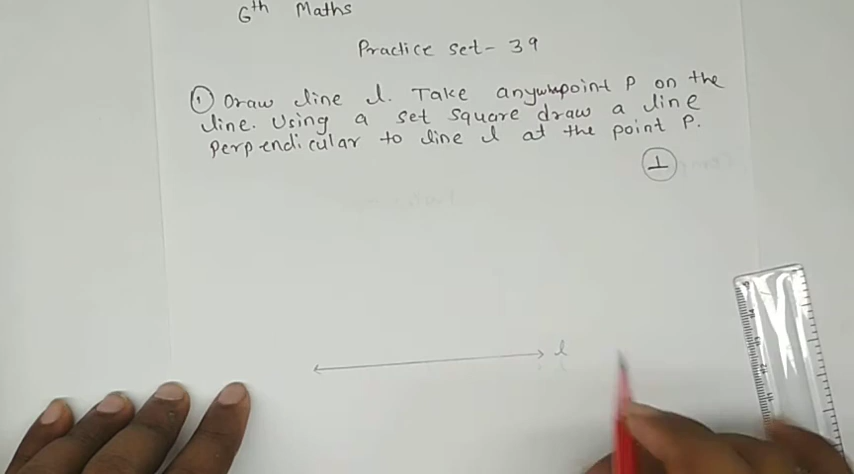 6th Maths
Practice set - 39
① Draw line l. Take any point P on the
line. Using a set square draw a line
perpendicular to line l at the point P.
⊥
l